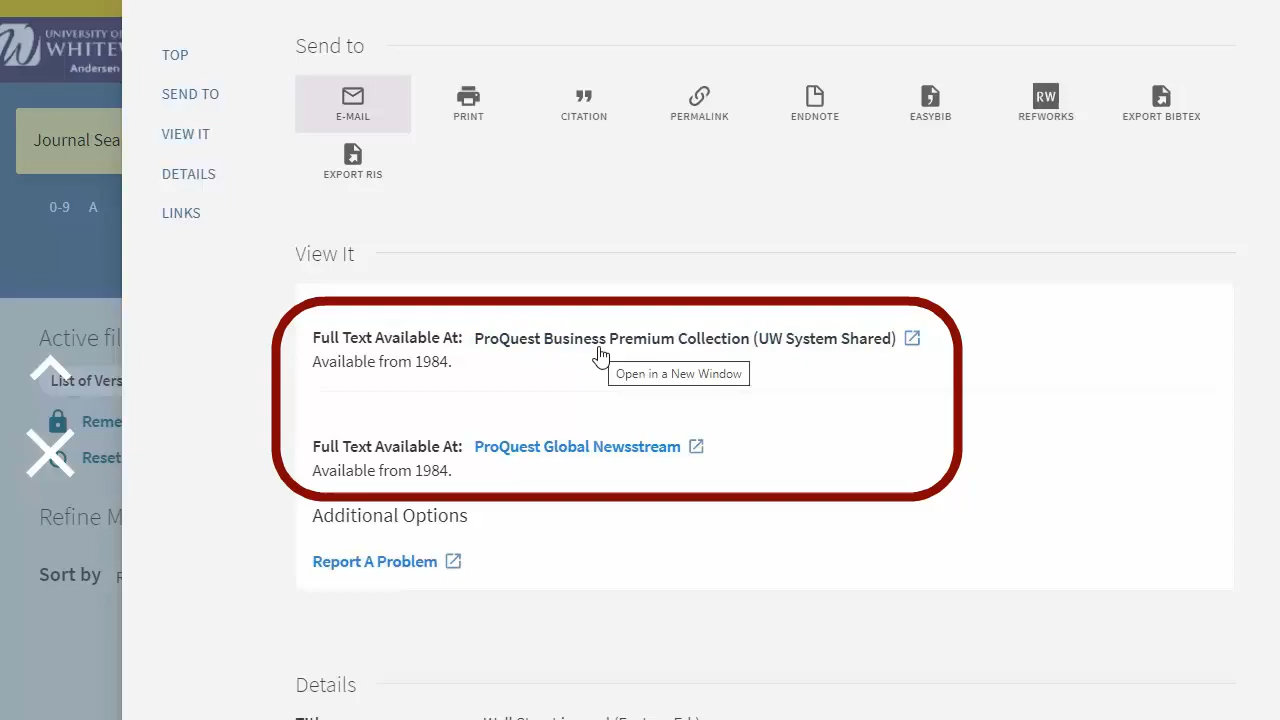 UNIVERSITY OF
WHITEW
Andersen
Journal Sea
0-9 A
Active fil
List of Vers
Reme
Reset
Refine M
Sort by
TOP
SEND TO
VIEW IT
DETAILS
LINKS
Send to
E-MAIL PRINT CITATION PERMALINK ENDNOTE EASYBIB RW REFWORKS EXPORT BIBTEX
EXPORT RIS
View It
Full Text Available At: ProQuest Business Premium Collection (UW System Shared)
Available from 1984.
Open in a New Window
Full Text Available At: ProQuest Global Newsstream
Available from 1984.
Additional Options
Report A Problem
Details